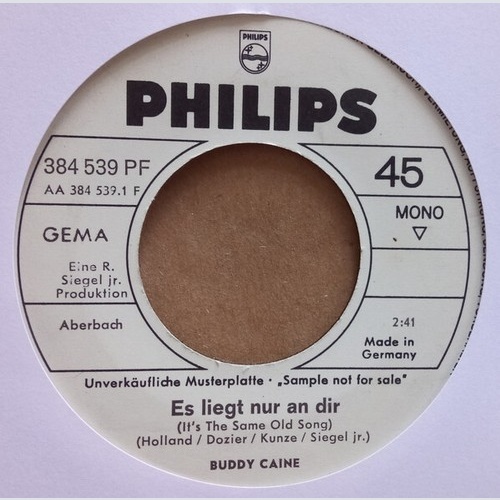 PHILIPS
PHILIPS
384 539 PF
AA 384 539.1 F
45
MONO
GEMA
Eine R.
Siegel jr.
Produktion
Aberbach
2:41
Made in
Germany
Unverkäufliche Musterplatte · „Sample not for sale"
Es liegt nur an dir
(It's The Same Old Song)
(Holland / Dozier / Kunze / Siegel jr.)
BUDDY CAINE